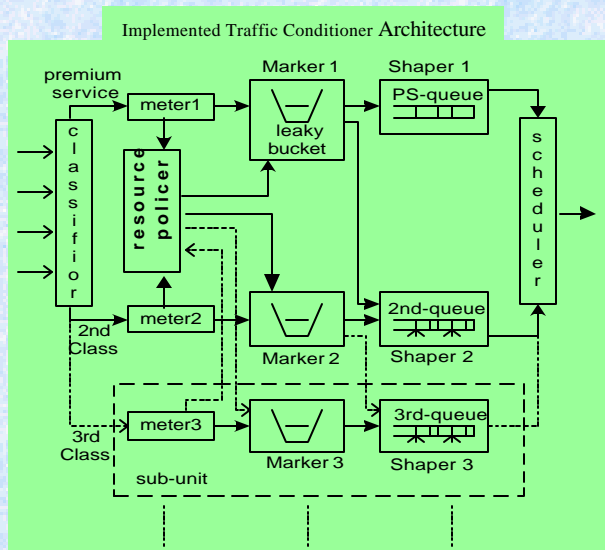 Implemented Traffic Conditioner Architecture
premium
service
classifior
meter1
Marker 1
leaky
bucket
Shaper 1
PS-queue
scheduler
resource
policer
2nd
Class
meter2
Marker 2
2nd-queue
Shaper 2
3rd
Class
meter3
sub-unit
Marker 3
3rd-queue
Shaper 3